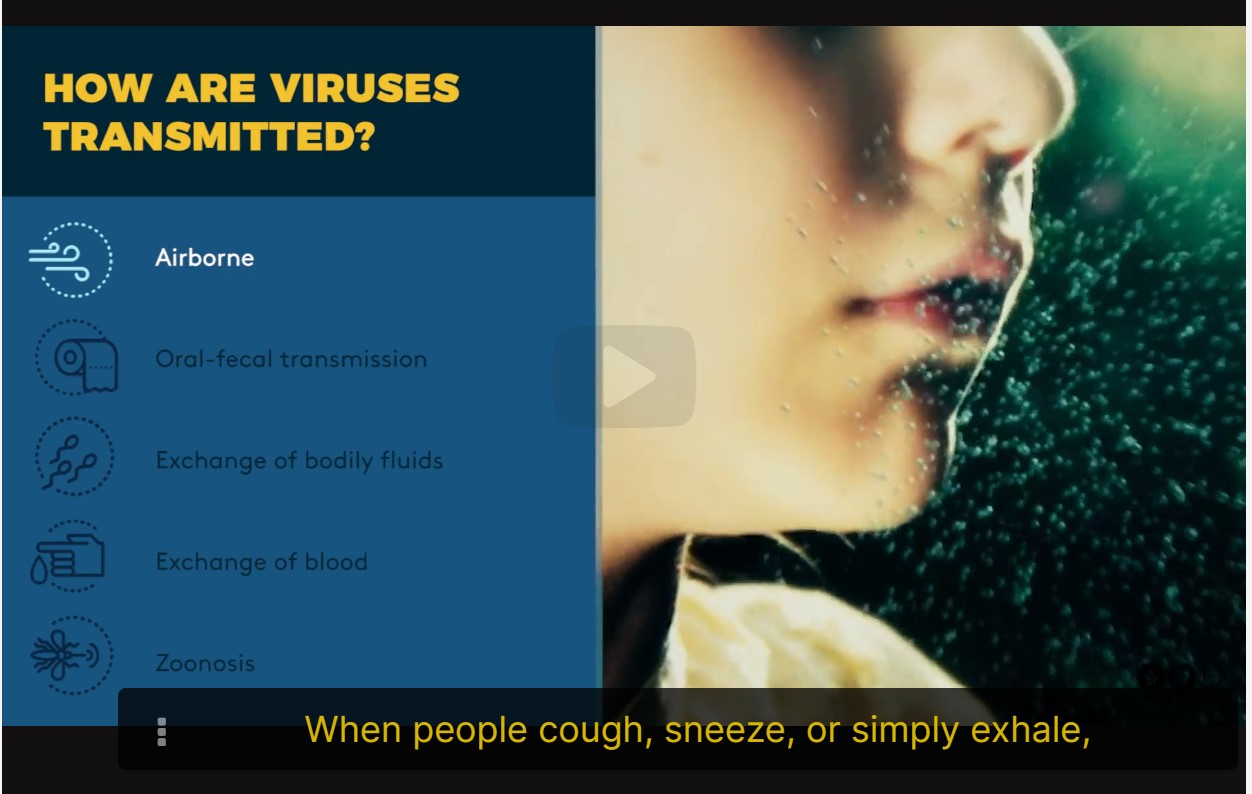 HOW ARE VIRUSES
TRANSMITTED?
Airborne
Oral-fecal transmission
Exchange of bodily fluids
Exchange of blood
Zoonosis
When people cough, sneeze, or simply exhale,